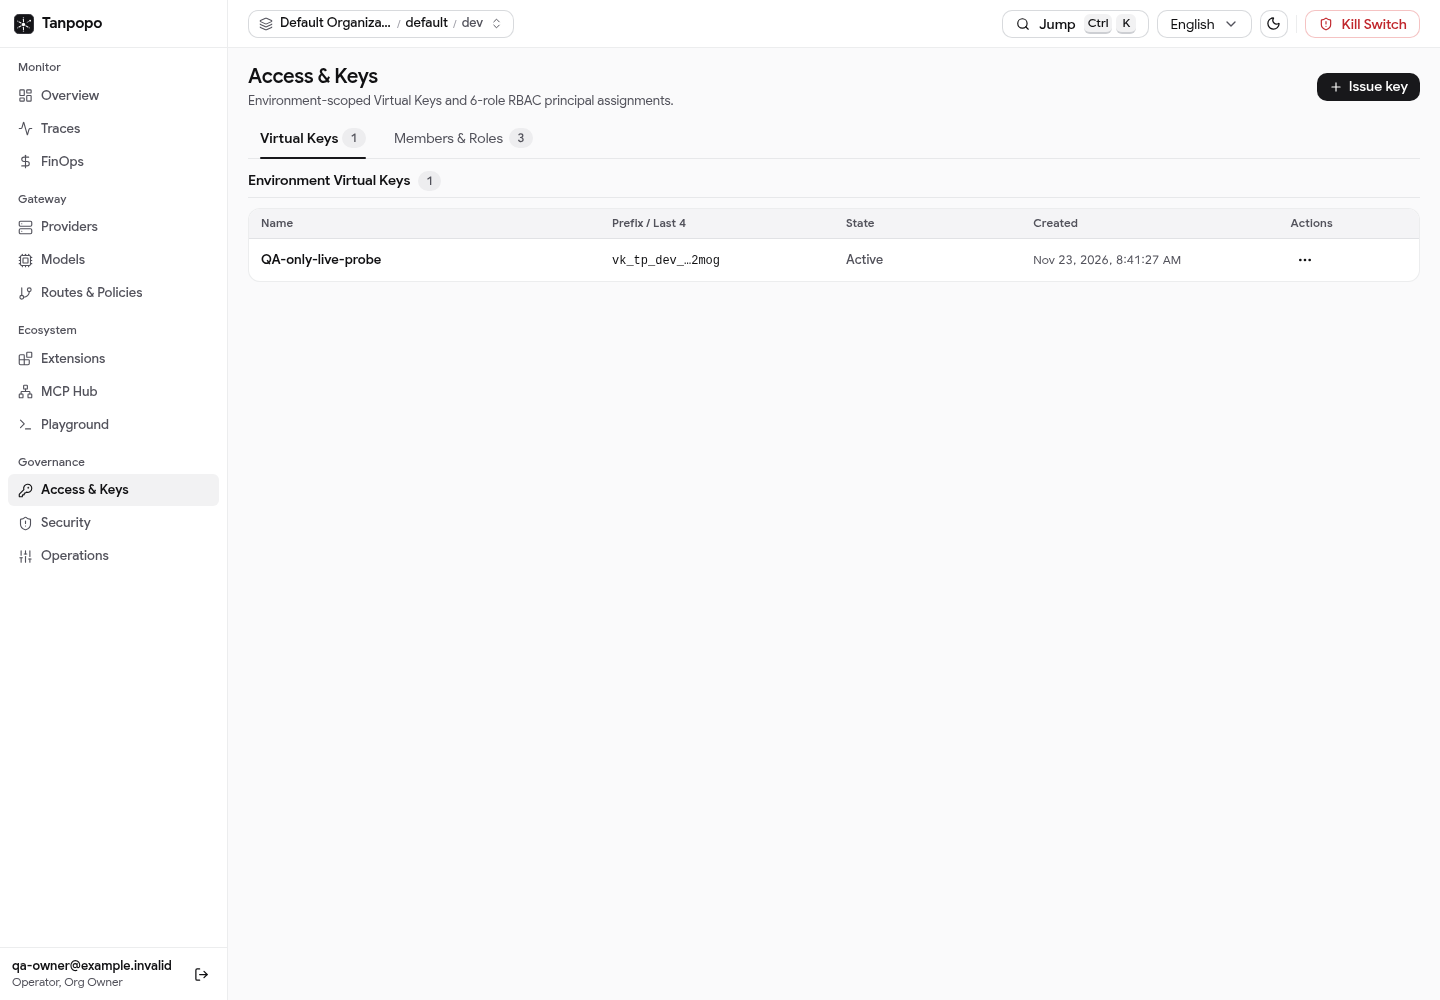 Tanpopo
Default Organiza... / default / dev
Jump Ctrl K
English
Kill Switch
Monitor
Overview
Traces
FinOps
Gateway
Providers
Models
Routes & Policies
Ecosystem
Extensions
MCP Hub
Playground
Governance
Access & Keys
Security
Operations
qa-owner@example.invalid
Operator, Org Owner
Access & Keys
Environment-scoped Virtual Keys and 6-role RBAC principal assignments.
Issue key
Virtual Keys 1 Members & Roles 3
Environment Virtual Keys 1
Name Prefix / Last 4 State Created Actions
QA-only-live-probe vk_tp_dev_…2mog Active Nov 23, 2026, 8:41:27 AM